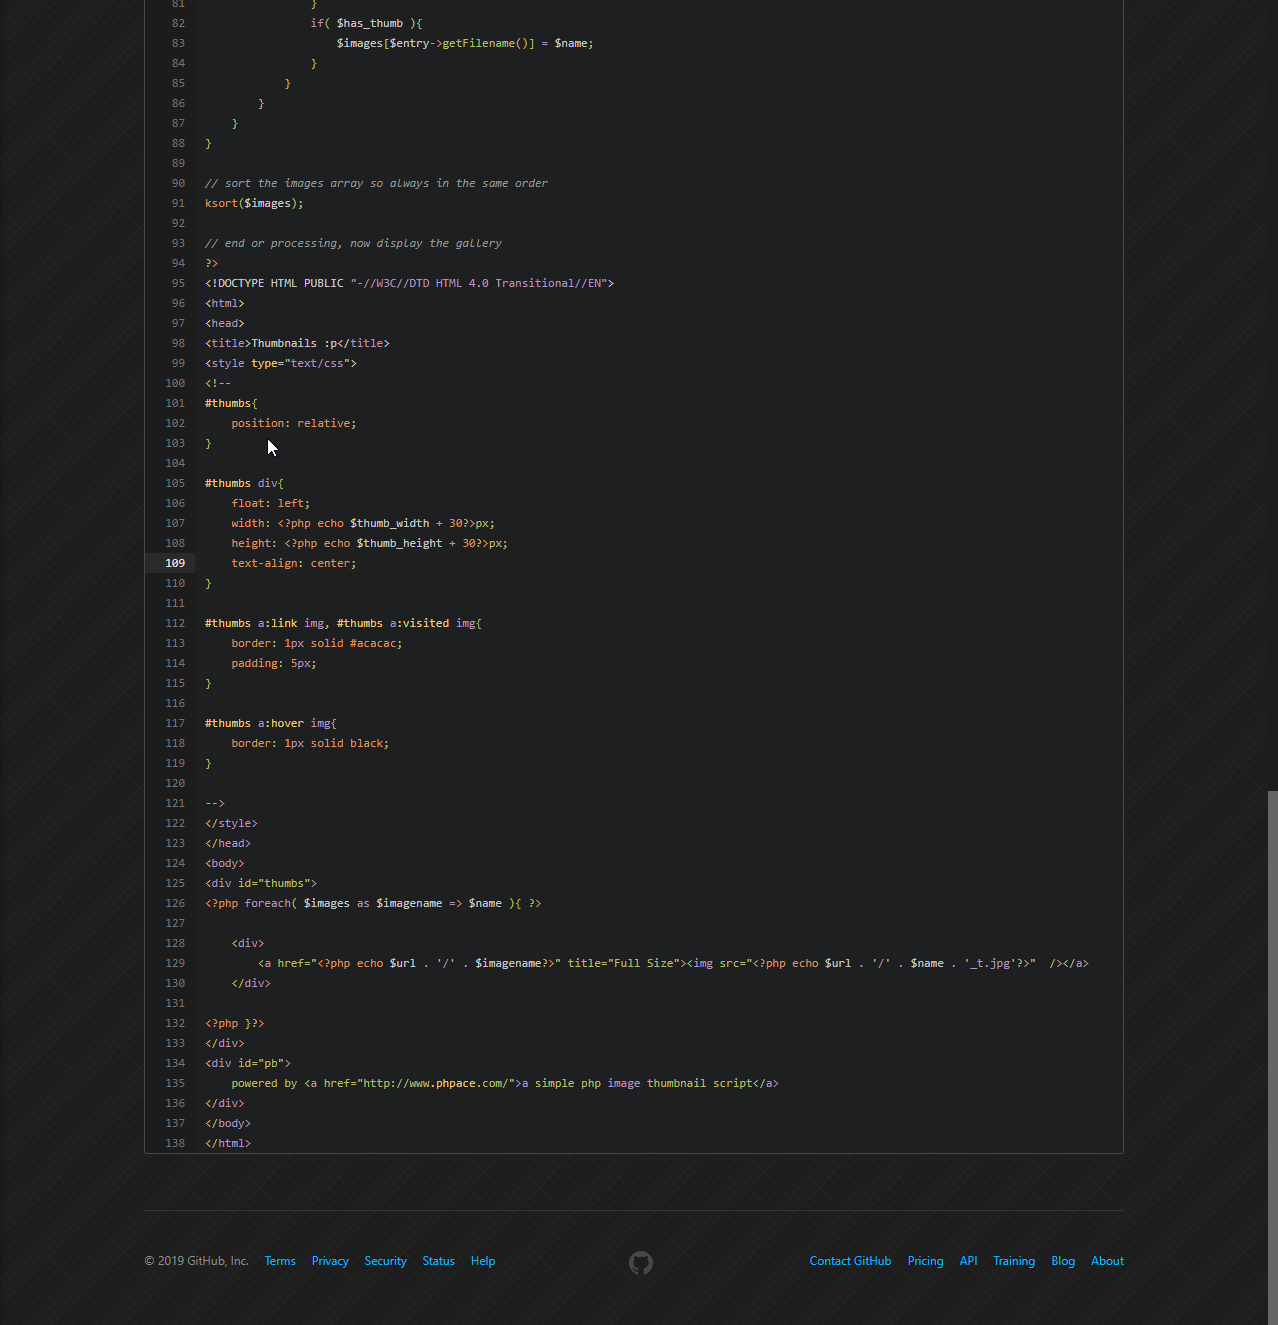 81                 }
82                 if( $has_thumb ){
83                     $images[$entry->getFilename()] = $name;
84                 }
85             }
86         }
87     }
88 }
89
90 // sort the images array so always in the same order
91 ksort($images);
92
93 // end or processing, now display the gallery
94 ?>
95 <!DOCTYPE HTML PUBLIC "-//W3C//DTD HTML 4.0 Transitional//EN">
96 <html>
97 <head>
98 <title>Thumbnails :p</title>
99 <style type="text/css">
100 <!--
101 #thumbs{
102     position: relative;
103 }
104
105 #thumbs div{
106     float: left;
107     width: <?php echo $thumb_width + 30?>px;
108     height: <?php echo $thumb_height + 30?>px;
109     text-align: center;
110 }
111
112 #thumbs a:link img, #thumbs a:visited img{
113     border: 1px solid #acacac;
114     padding: 5px;
115 }
116
117 #thumbs a:hover img{
118     border: 1px solid black;
119 }
120
121 -->
122 </style>
123 </head>
124 <body>
125 <div id="thumbs">
126 <?php foreach( $images as $imagename => $name ){ ?>
127
128     <div>
129         <a href="<?php echo $url . '/' . $imagename?>" title="Full Size"><img src="<?php echo $url . '/' . $name . '_t.jpg'?>"  /></a>
130     </div>
131
132 <?php }?>
133 </div>
134 <div id="pb">
135     powered by <a href="http://www.phpace.com/">a simple php image thumbnail script</a>
136 </div>
137 </body>
138 </html>
© 2019 GitHub, Inc. Terms Privacy Security Status Help Contact GitHub Pricing API Training Blog About